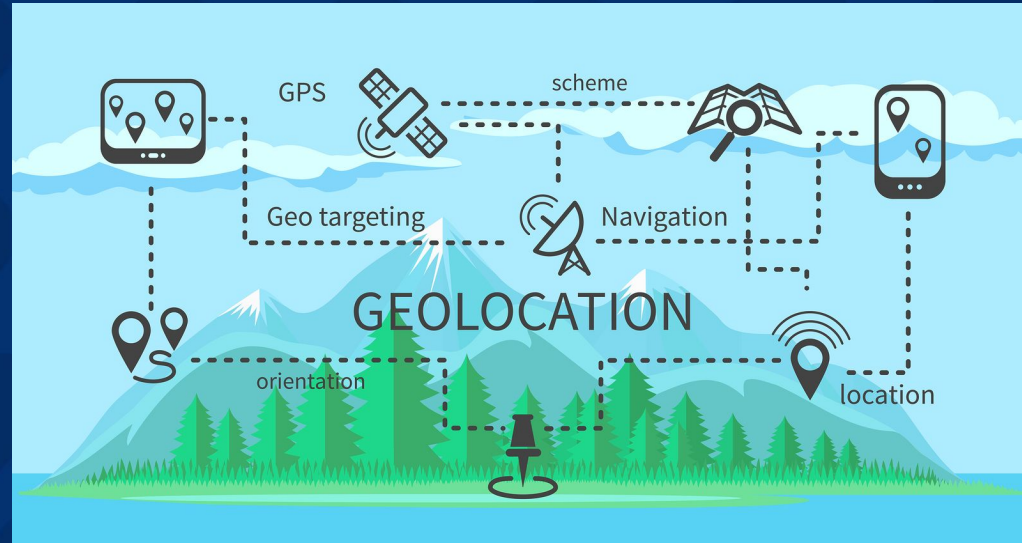 scheme
GPS
Geo targeting
Navigation
GEOLOCATION
orientation
location